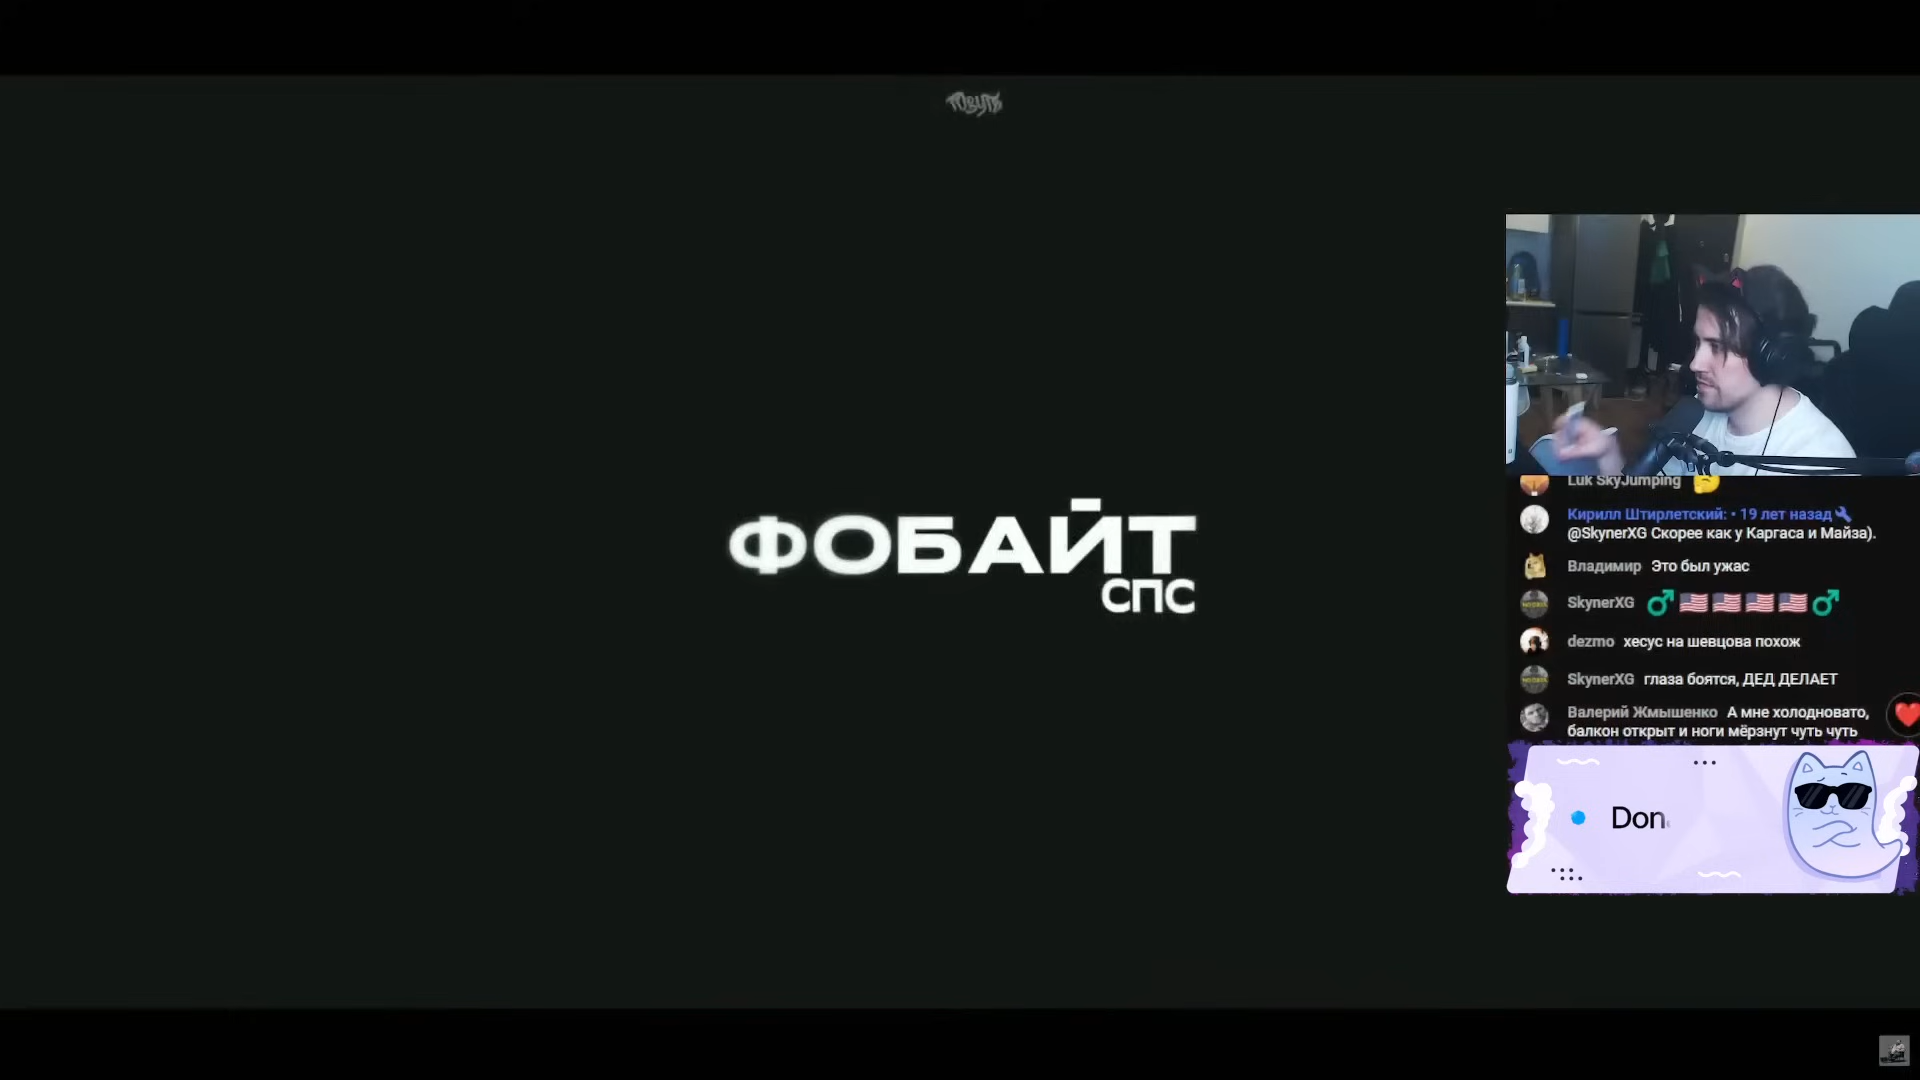 ФОБАЙТ
СПС
Luk SkyJumping
Кирилл Штирлетский: • 19 лет назад
@SkynerXG Скорее как у Каргаса и Майза).
Владимир Это был ужас
SkynerXG
dezmo хесус на шевцова похож
SkynerXG глаза боятся, ДЕД ДЕЛАЕТ
Валерий Жмышенко А мне холодновато,
балкон открыт и ноги мёрзнут чуть чуть
Don